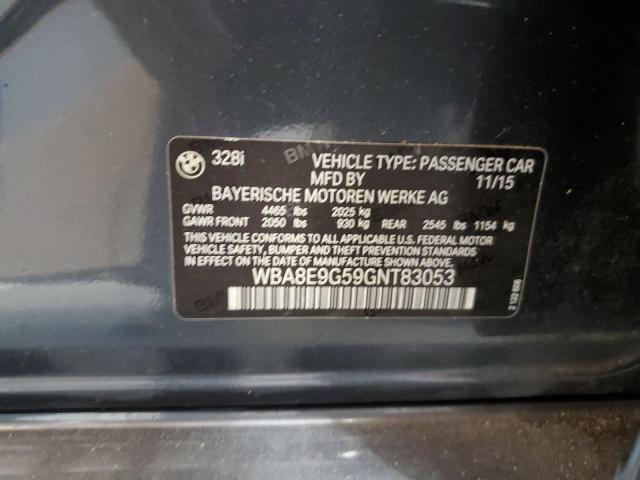 328i VEHICLE TYPE: PASSENGER CAR
MFD BY 11/15
BAYERISCHE MOTOREN WERKE AG
GVWR 4465 lbs 2025 kg
GAWR FRONT 2050 lbs 930 kg REAR 2545 lbs 1154 kg
THIS VEHICLE CONFORMS TO ALL APPLICABLE U.S. FEDERAL MOTOR
VEHICLE SAFETY, BUMPER AND THEFT PREVENTION STANDARDS
IN EFFECT ON THE DATE OF MANUFACTURE SHOWN ABOVE.
WBA8E9G59GNT83053